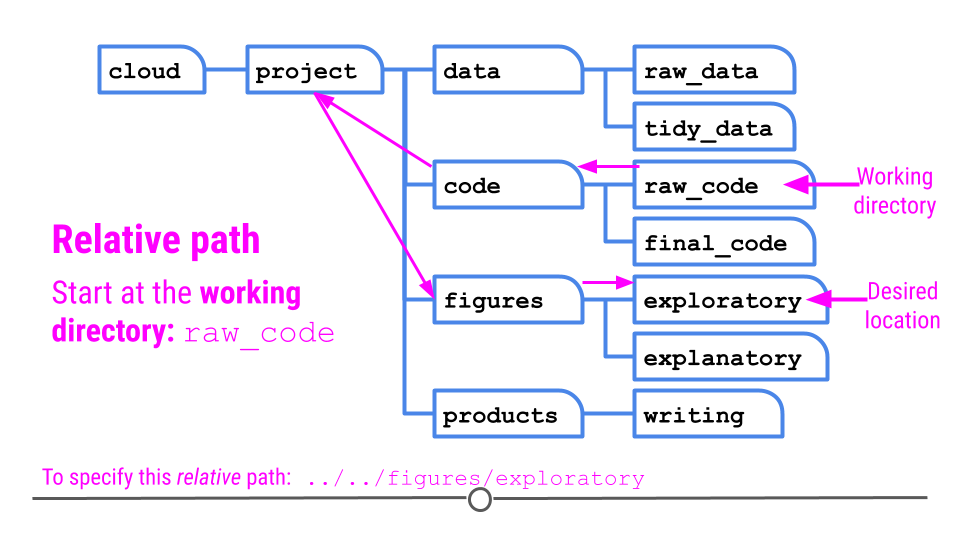 cloud
project
data
raw_data
tidy_data
code
raw_code
Working
directory
final_code
Relative path
Start at the working
directory: raw_code
figures
exploratory
Desired
location
explanatory
products
writing
To specify this relative path: ../../figures/exploratory